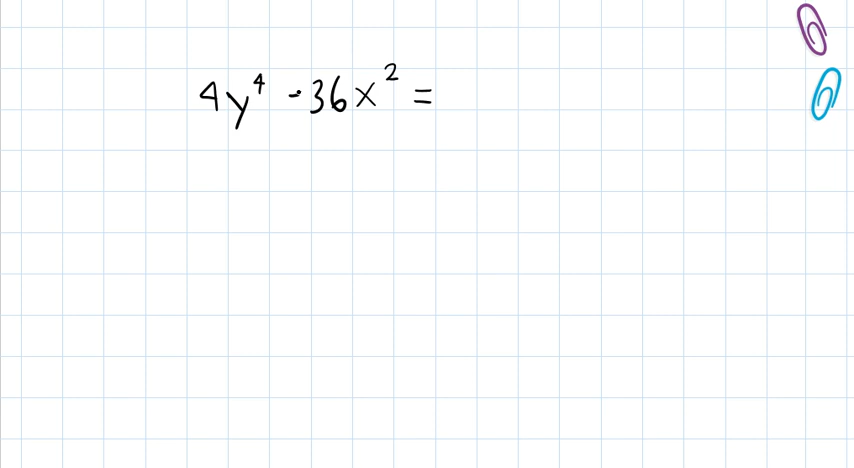 4y⁴ - 36x² =